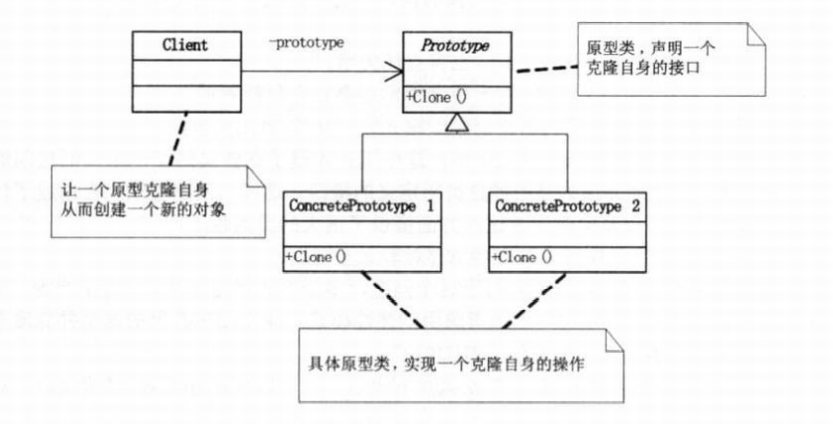 Client
-prototype
Prototype
+Clone()
原型类，声明一个
克隆自身的接口
让一个原型克隆自身
从而创建一个新的对象
ConcretePrototype 1
+Clone()
ConcretePrototype 2
+Clone()
具体原型类，实现一个克隆自身的操作